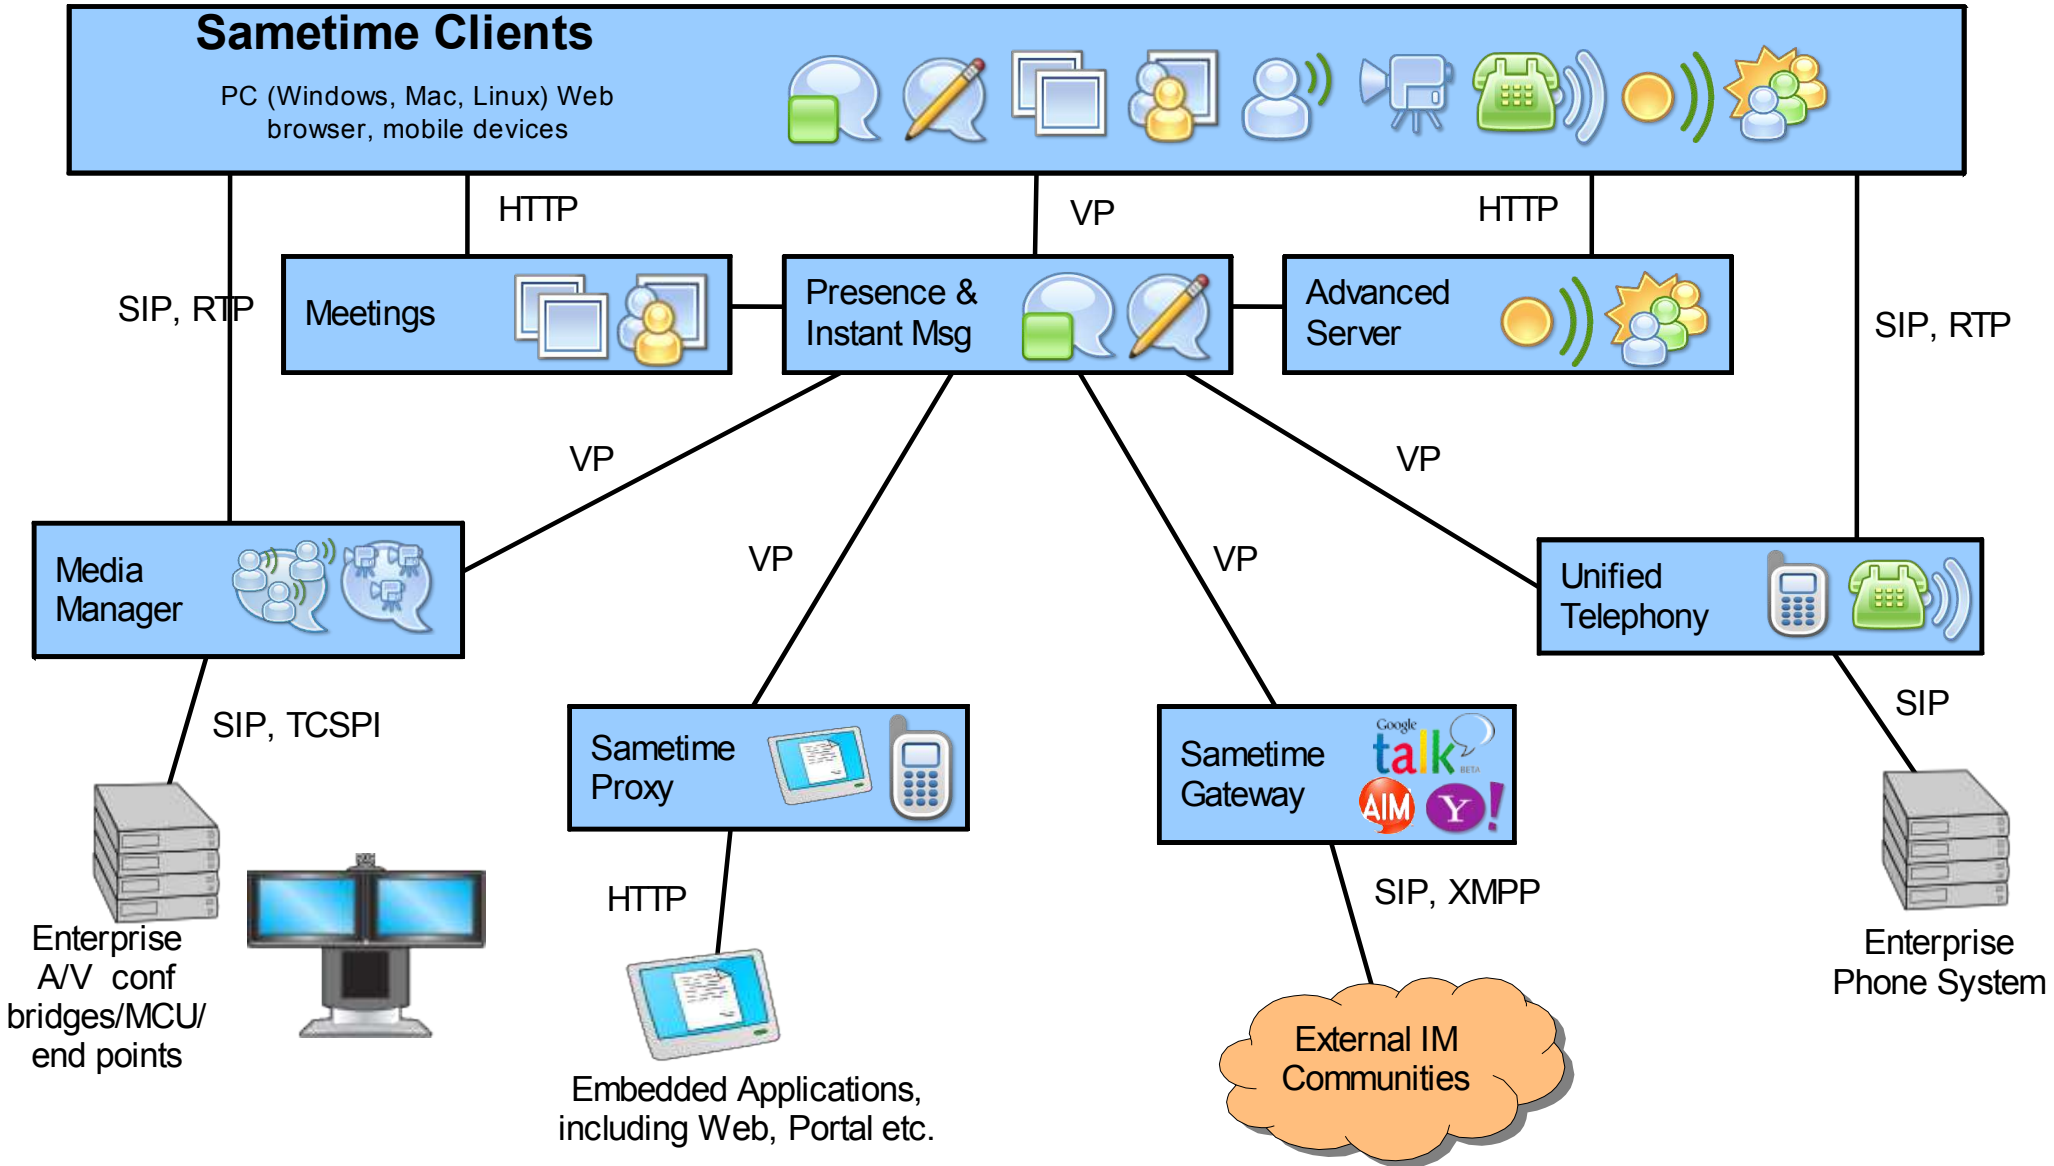 Sametime Clients
PC (Windows, Mac, Linux) Web
browser, mobile devices
HTTP
VP
HTTP
SIP, RTP
Meetings
Presence &
Instant Msg
Advanced
Server
SIP, RTP
VP
VP
VP
VP
Media
Manager
Unified
Telephony
SIP, TCSPI
SIP
Sametime
Proxy
Sametime
Gateway
Google
talk
BETA
AIM
Y!
HTTP
SIP, XMPP
Enterprise
A/V conf
bridges/MCU/
end points
Enterprise
Phone System
External IM
Communities
Embedded Applications,
including Web, Portal etc.